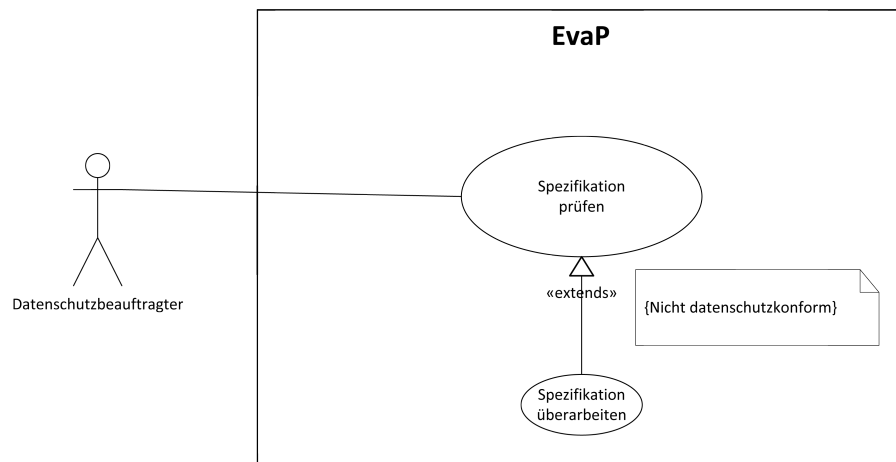 EvaP
Spezifikation
prüfen
Datenschutzbeauftragter
«extends»
{Nicht datenschutzkonform}
Spezifikation
überarbeiten